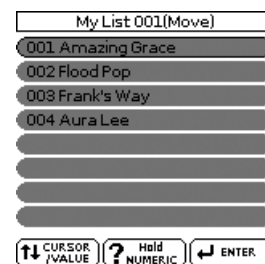 My List 001(Move)
001 Amazing Grace
002 Flood Pop
003 Frank's Way
004 Aura Lee
↑↓ CURSOR /VALUE ? Hold NUMERIC ↵ ENTER